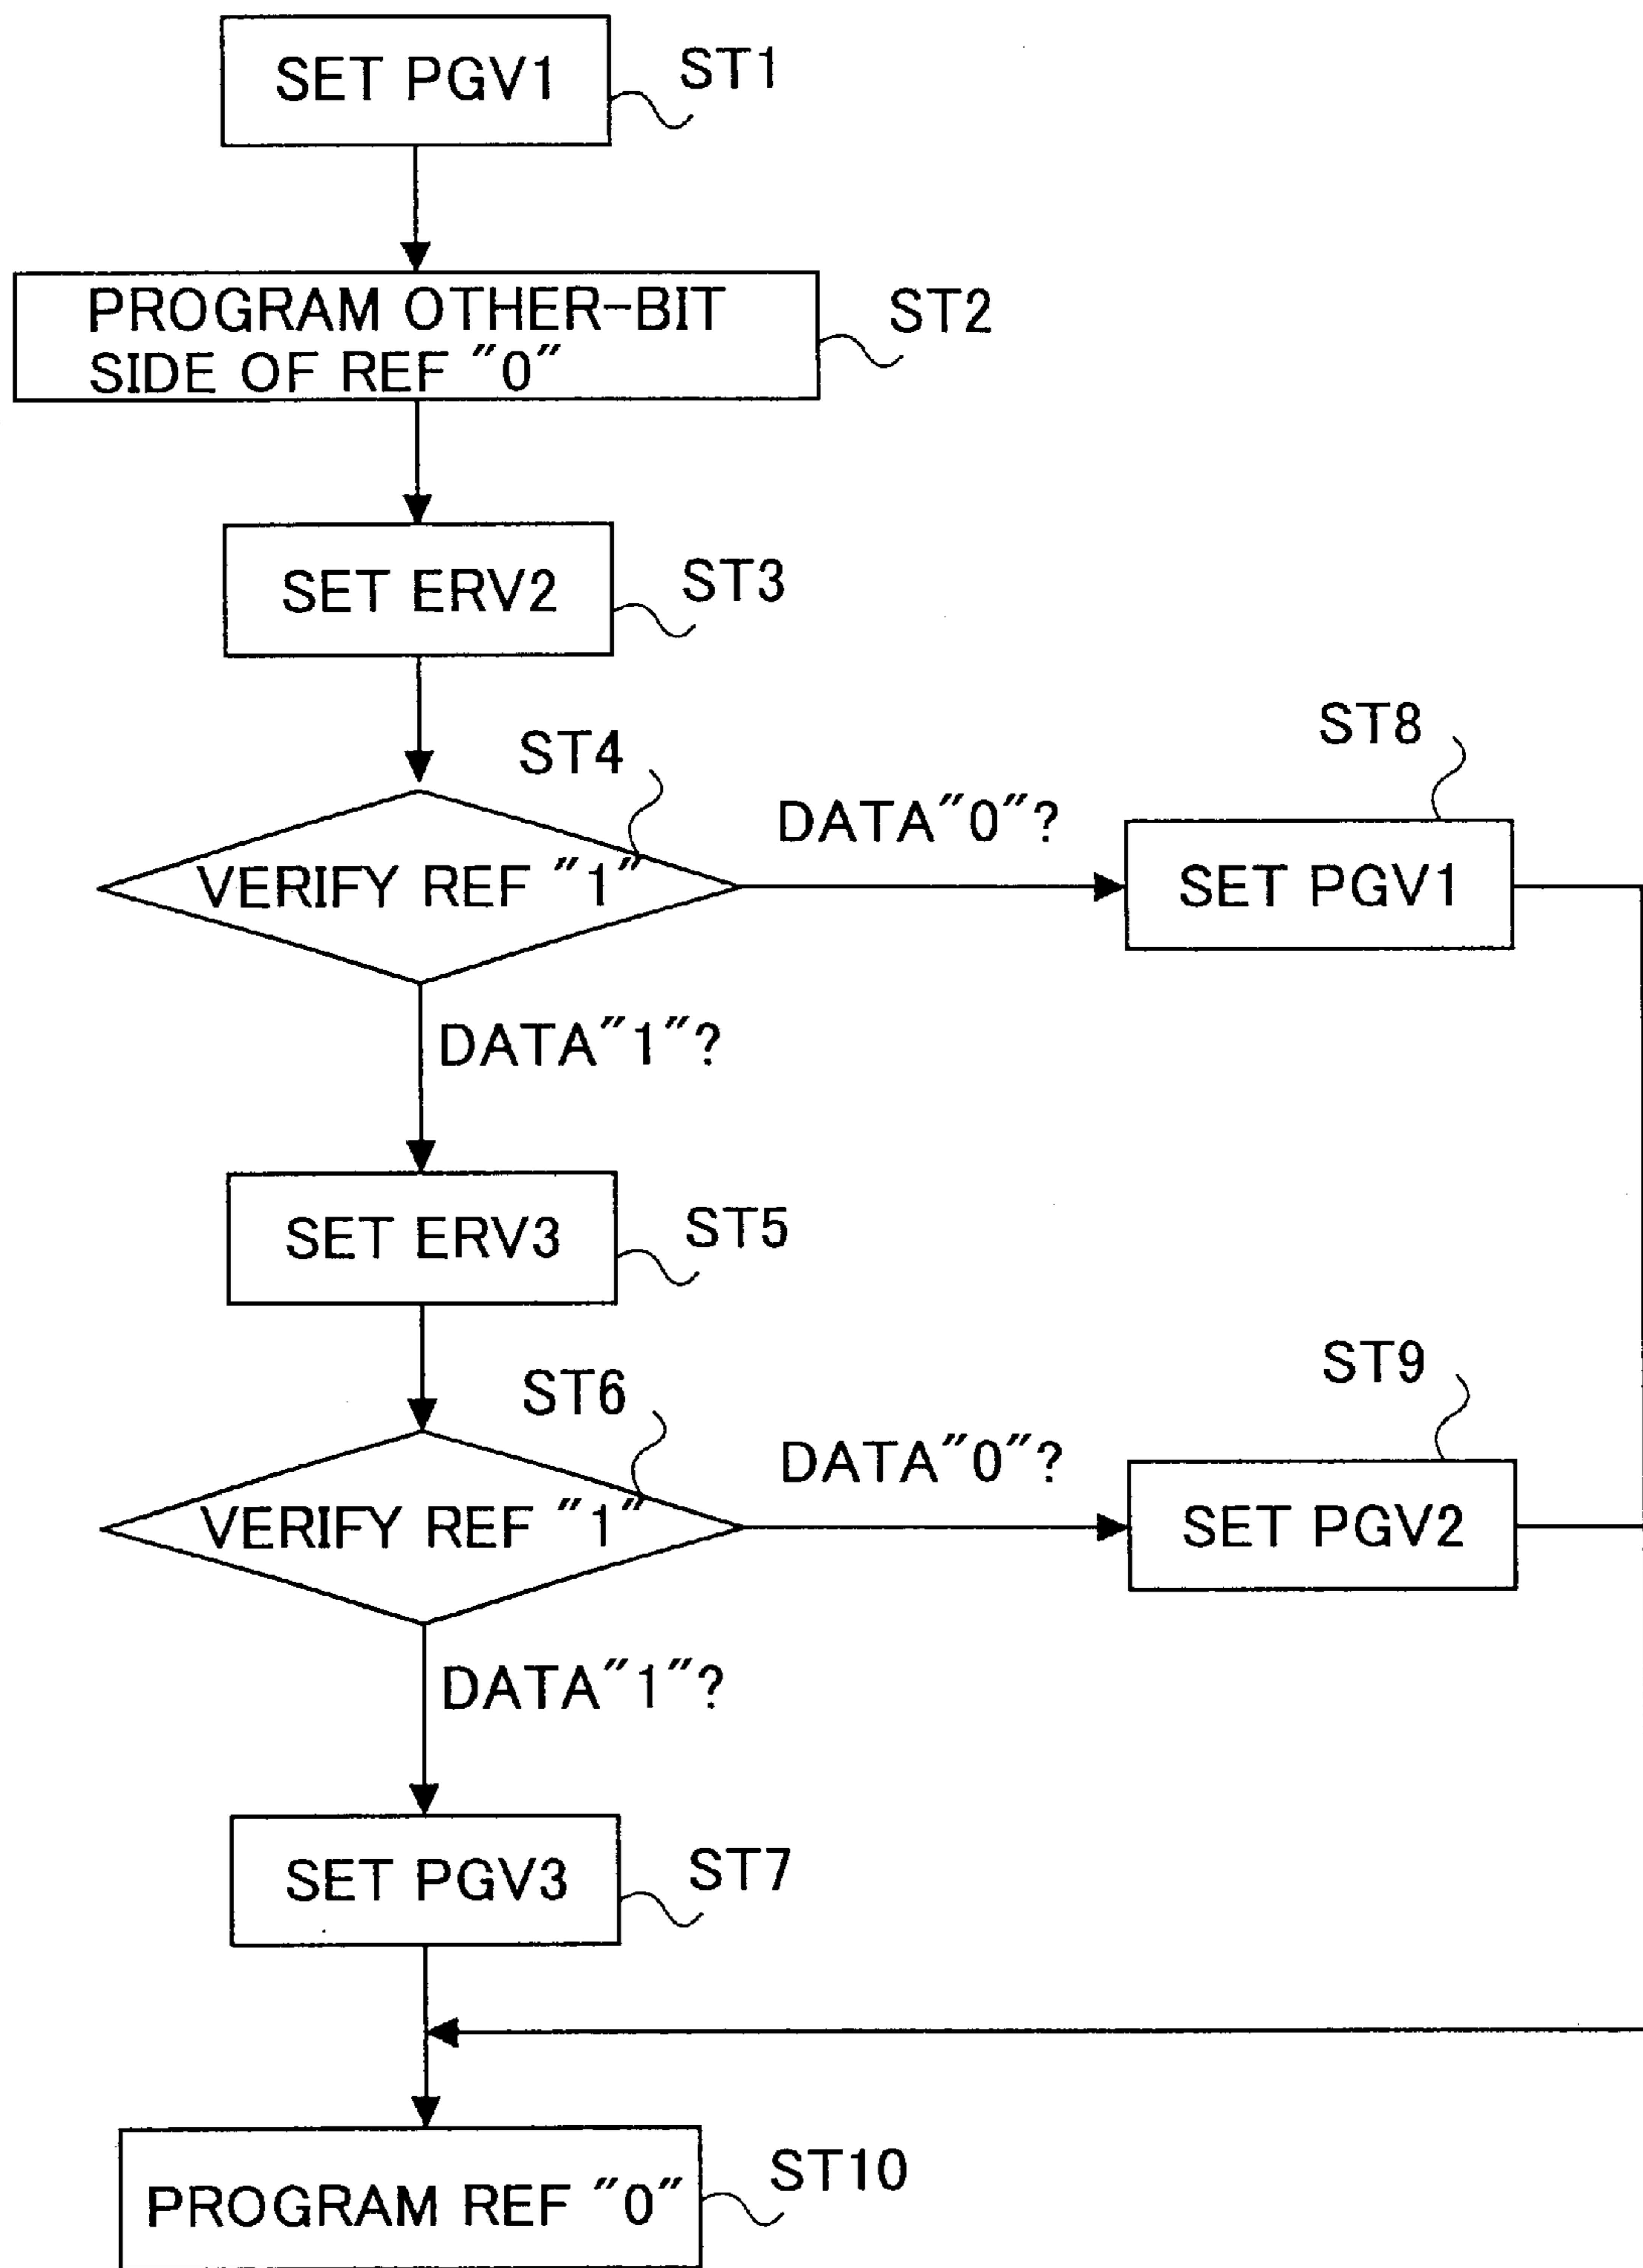 SET PGV1
ST1
PROGRAM OTHER-BIT
SIDE OF REF "0"
ST2
SET ERV2
ST3
ST4
VERIFY REF "1"
DATA"0"?
ST8
SET PGV1
DATA"1"?
SET ERV3
ST5
ST6
VERIFY REF "1"
DATA"0"?
ST9
SET PGV2
DATA"1"?
SET PGV3
ST7
PROGRAM REF "0"
ST10